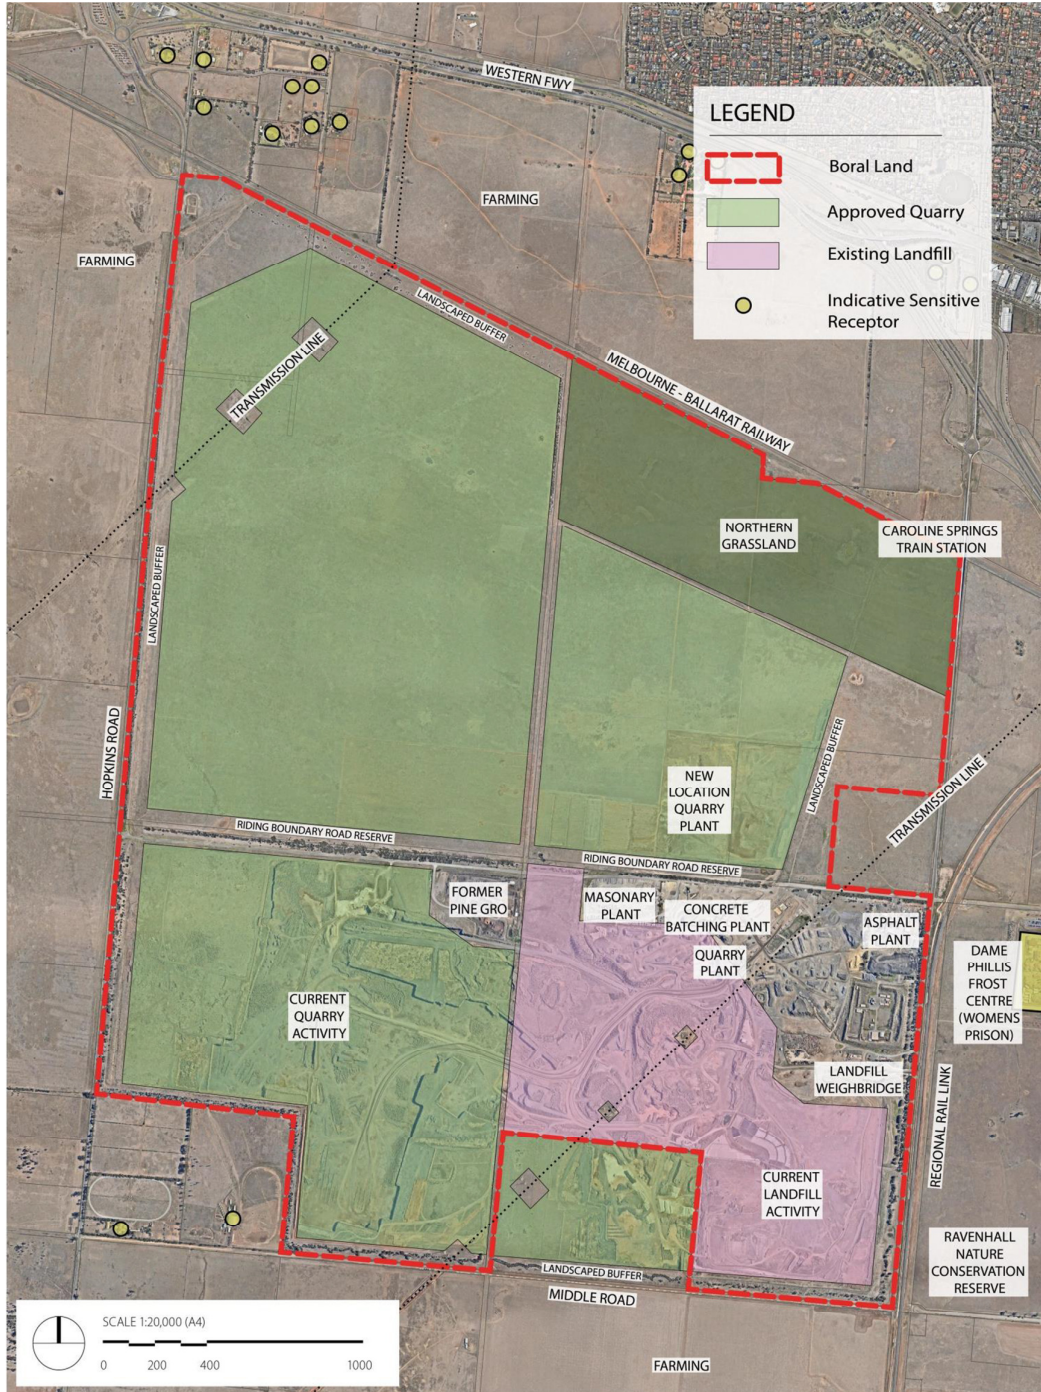 WESTERN FWY
LEGEND
Boral Land
Approved Quarry
Existing Landfill
Indicative Sensitive
Receptor
FARMING
FARMING
LANDSCAPED BUFFER
TRANSMISSION LINE
MELBOURNE - BALLARAT RAILWAY
NORTHERN
GRASSLAND
CAROLINE SPRINGS
TRAIN STATION
LANDSCAPED BUFFER
HOPKINS ROAD
LANDSCAPED BUFFER
TRANSMISSION LINE
NEW
LOCATION
QUARRY
PLANT
RIDING BOUNDARY ROAD RESERVE
RIDING BOUNDARY ROAD RESERVE
FORMER
PINE GRO
MASONARY
PLANT
CONCRETE
BATCHING PLANT
ASPHALT
PLANT
QUARRY
PLANT
DAME
PHILLIS
FROST
CENTRE
(WOMENS
PRISON)
CURRENT
QUARRY
ACTIVITY
LANDFILL
WEIGHBRIDGE
REGIONAL RAIL LINK
CURRENT
LANDFILL
ACTIVITY
RAVENHALL
NATURE
CONSERVATION
RESERVE
LANDSCAPED BUFFER
MIDDLE ROAD
FARMING
SCALE 1:20,000 (A4)
0 200 400 1000